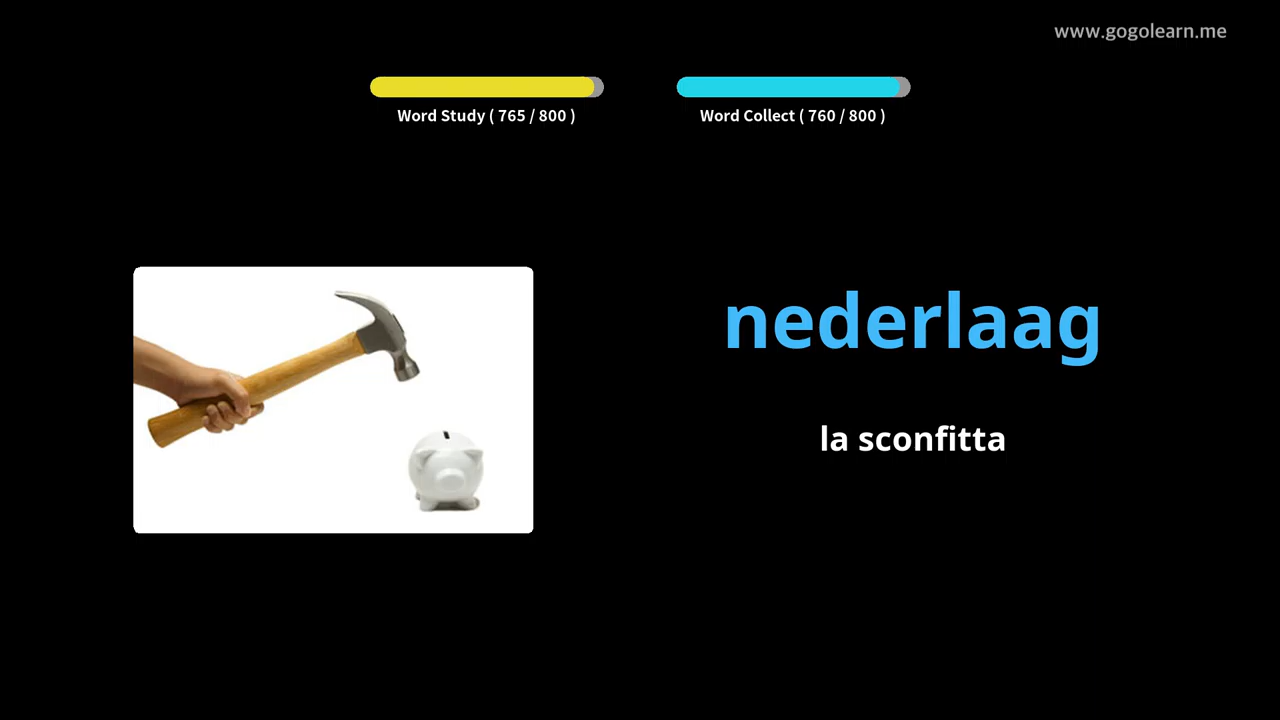 www.gogolearn.me
Word Study ( 765 / 800 )
Word Collect ( 760 / 800 )
nederlaag
la sconfitta